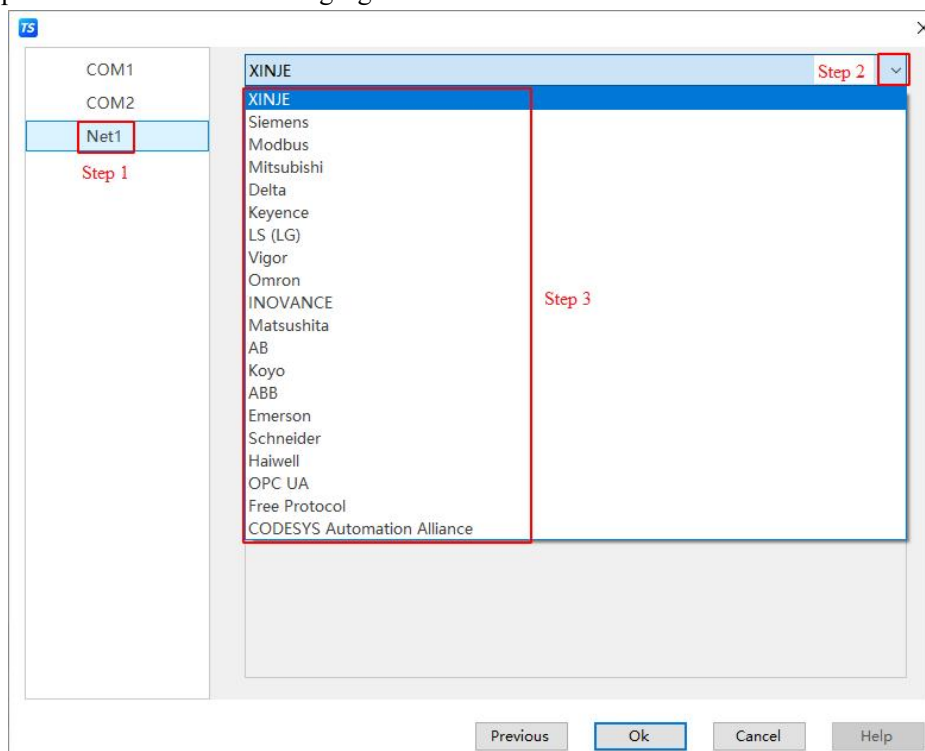 TS
COM1
COM2
Net1
Step 1
XINJE
Step 2
XINJE
Siemens
Modbus
Mitsubishi
Delta
Keyence
LS (LG)
Vigor
Omron
INOVANCE
Matsushita
AB
Koyo
ABB
Emerson
Schneider
Haiwell
OPC UA
Free Protocol
CODESYS Automation Alliance
Step 3
Previous Ok Cancel Help